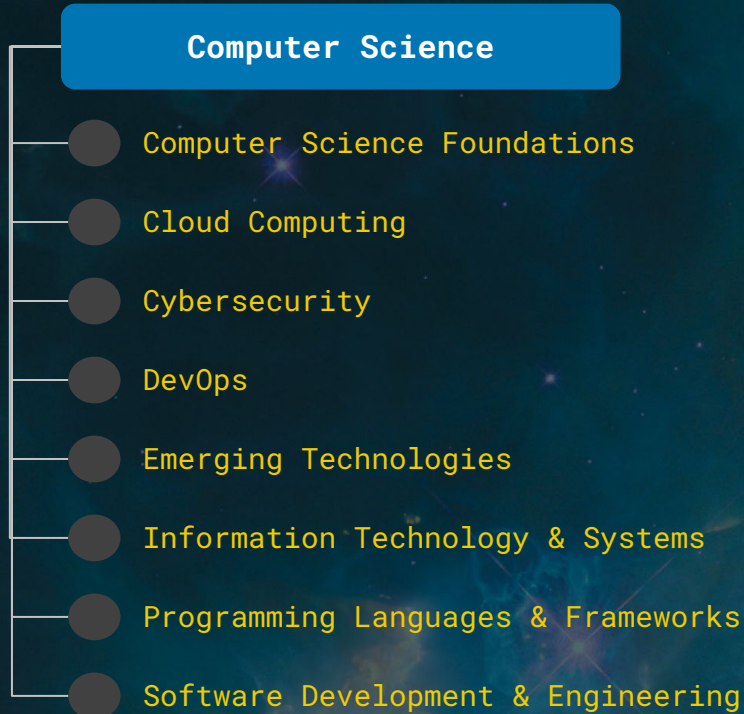 Computer Science
Computer Science Foundations
Cloud Computing
Cybersecurity
DevOps
Emerging Technologies
Information Technology & Systems
Programming Languages & Frameworks
Software Development & Engineering